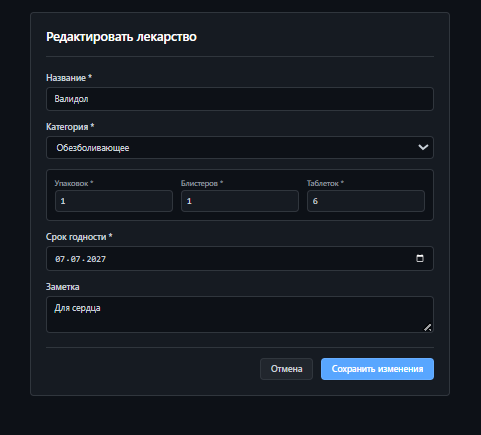 Редактировать лекарство
Название *
Валидол
Категория *
Обезболивающее
Упаковок * Блистеров * Таблеток *
1 1 6
Срок годности *
07.07.2027
Заметка
Для сердца
Отмена Сохранить изменения